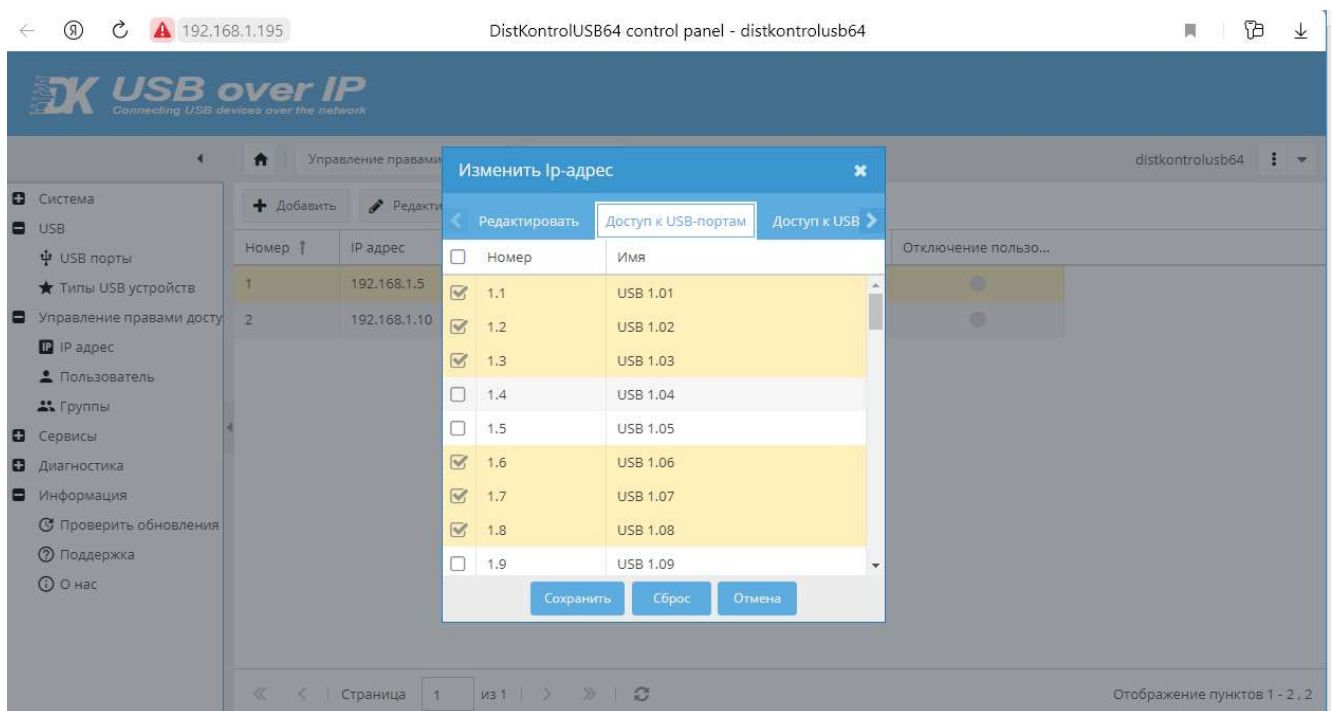 192.168.1.195 DistKontrolUSB64 control panel - distkontrolusb64
DK USB over IP
Connecting USB devices over the network
Управление правами distkontrolusb64
Изменить Ip-адрес
Система
USB
USB порты
Типы USB устройств
Управление правами досту
IP адрес
Пользователь
Группы
Сервисы
Диагностика
Информация
Проверить обновления
Поддержка
О нас
Добавить Редакти
Номер IP адрес Отключение пользо...
1 192.168.1.5
2 192.168.1.10
Редактировать Доступ к USB-портам Доступ к USB
Номер Имя
1.1 USB 1.01
1.2 USB 1.02
1.3 USB 1.03
1.4 USB 1.04
1.5 USB 1.05
1.6 USB 1.06
1.7 USB 1.07
1.8 USB 1.08
1.9 USB 1.09
Сохранить Сброс Отмена
Страница 1 из 1 Отображение пунктов 1 - 2 , 2